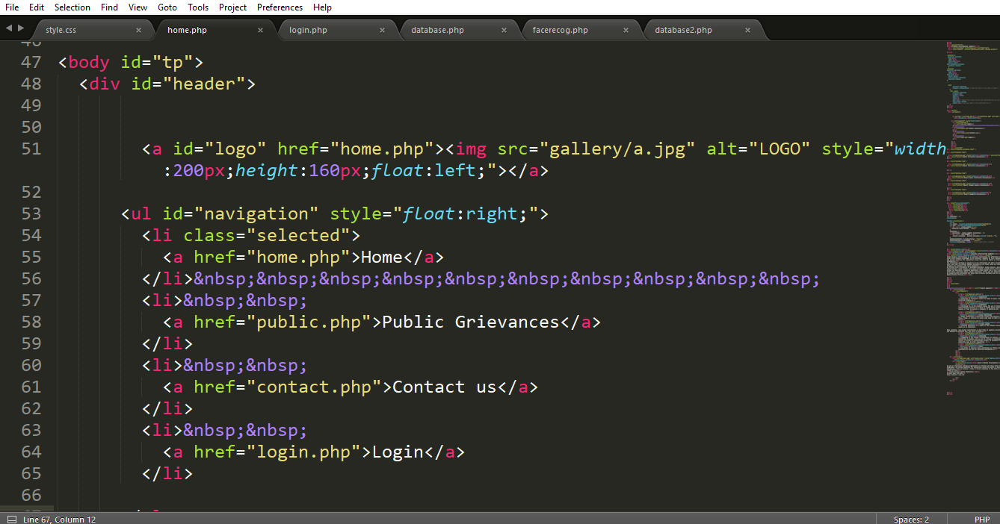 File Edit Selection Find View Goto Tools Project Preferences Help
style.css × home.php × login.php × database.php × facerecog.php × database2.php ×
46
47 <body id="tp">
48 <div id="header">
49
50
51 <a id="logo" href="home.php"><img src="gallery/a.jpg" alt="LOGO" style="width
:200px;height:160px;float:left;"></a>
52
53 <ul id="navigation" style="float:right;">
54 <li class="selected">
55 <a href="home.php">Home</a>
56 </li>&nbsp;&nbsp;&nbsp;&nbsp;&nbsp;&nbsp;&nbsp;&nbsp;&nbsp;&nbsp;
57 <li>&nbsp;&nbsp;
58 <a href="public.php">Public Grievances</a>
59 </li>
60 <li>&nbsp;&nbsp;
61 <a href="contact.php">Contact us</a>
62 </li>
63 <li>&nbsp;&nbsp;
64 <a href="login.php">Login</a>
65 </li>
66
Line 67, Column 12 Spaces: 2 PHP